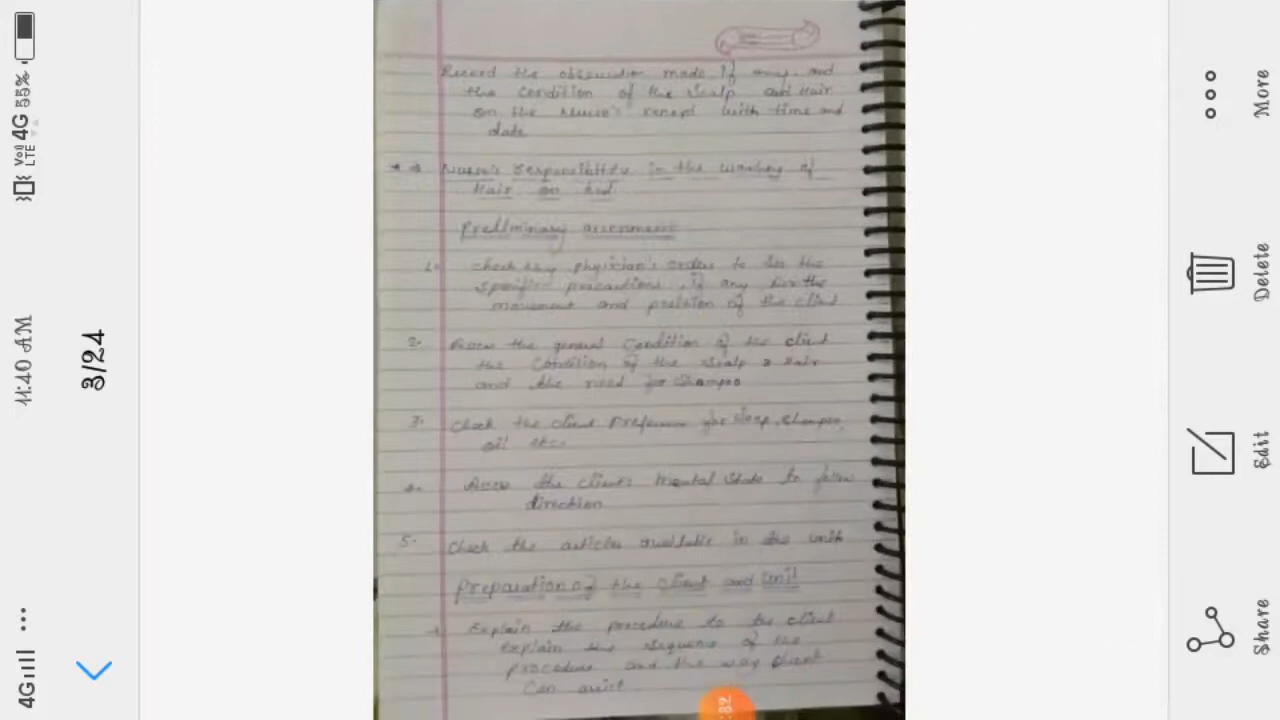 Record the observation made if any. and
the condition of the scalp and Hair
on the Nurse's record with time and
date
Nurse's responsibility in the washing of
Hair on bed
Preliminary assessment
1. check the physician's orders to see the
specific precautions, if any for the
movement and position of the client
2. Assess the general condition of the client
the condition of the scalp & Hair
and the need for shampoo
3. Check the client preference for soap, shampoo,
oil etc..
4. Assess the clients mental state to follow
direction
5. Check the articles available in the unit
Preparation of the client and Unit
Explain the procedure to the client
explain the sequence of the
procedure and the way client
can assist
11:40 AM
3/24
4G 55%
VoLTE
4G
More
Delete
Edit
Share
:82